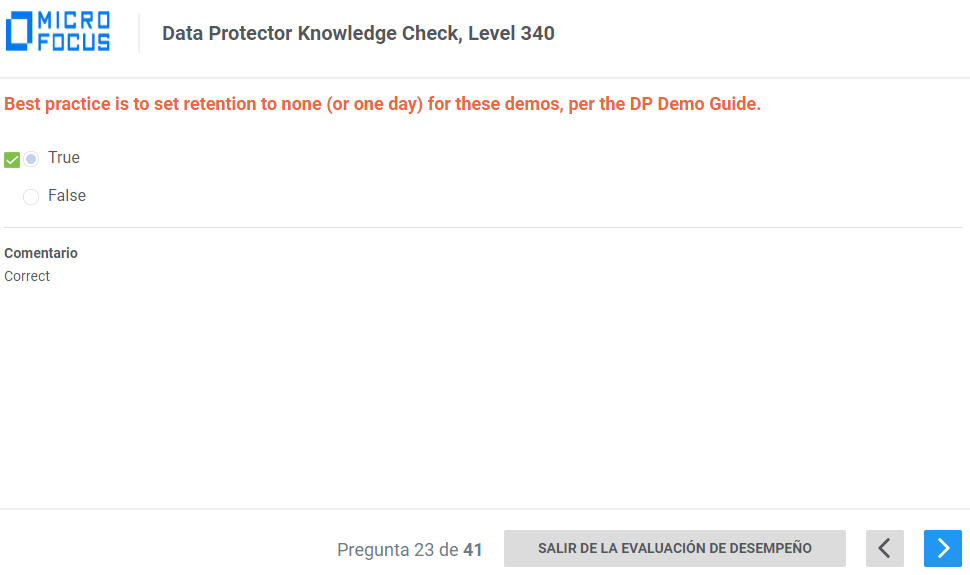 MICRO
FOCUS
Data Protector Knowledge Check, Level 340
Best practice is to set retention to none (or one day) for these demos, per the DP Demo Guide.
True
False
Comentario
Correct
Pregunta 23 de 41
SALIR DE LA EVALUACIÓN DE DESEMPEÑO